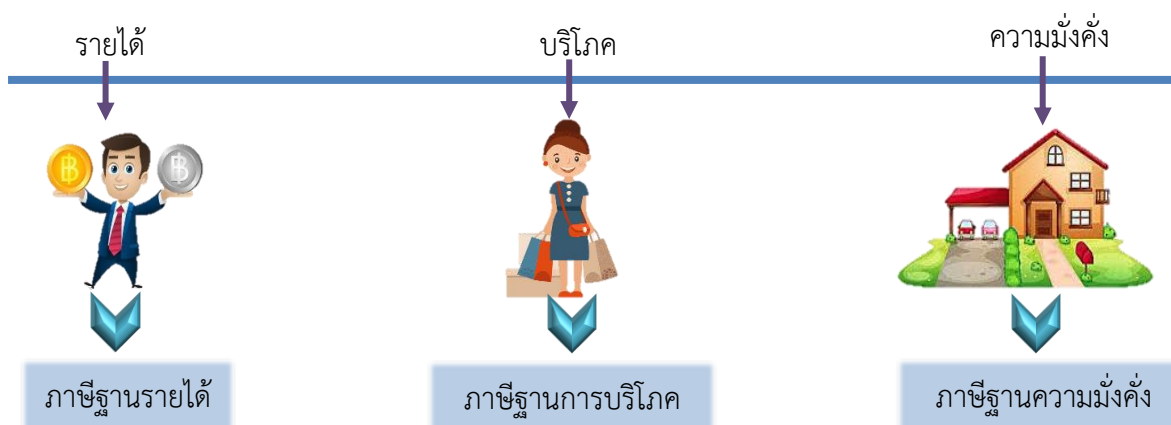 รายได้
บริโภค
ความมั่งคั่ง
฿
฿
ภาษีฐานรายได้
ภาษีฐานการบริโภค
ภาษีฐานความมั่งคั่ง